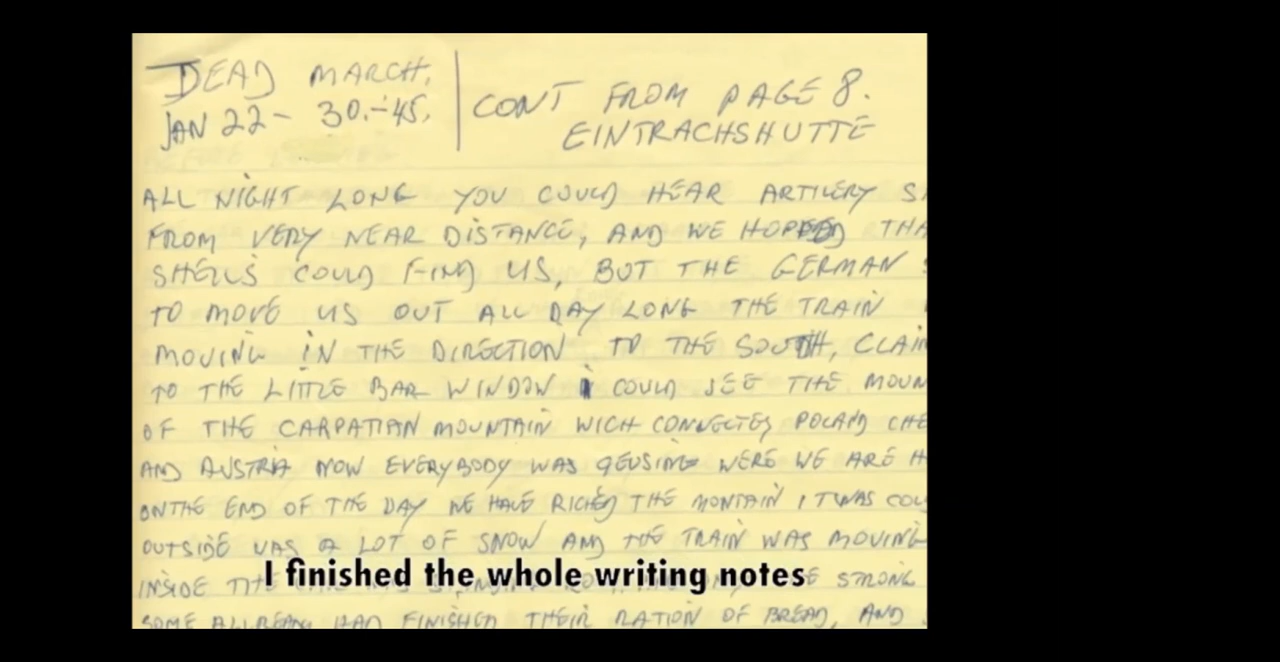 DEAD MARCH.
JAN 22 - 30.-45.
CONT FROM PAGE 8.
EINTRACHSHUTTE
ALL NIGHT LONG YOU COULD HEAR ARTILERY
FROM VERY NEAR DISTANCE, AND WE HOPED
SHELLS COULD FIND US, BUT THE GERMAN
TO MOVE US OUT ALL DAY LONG THE TRAIN
MOVING IN THE DIRECTION TO THE SOUTH,
TO THE LITTLE BAR WINDOW I COULD SEE THE
OF THE CARPATIAN MOUNTAIN WICH CONNECTES POLAND
AND AUSTRIA NOW EVERYBODY WAS GEUSING WERE WE ARE
ON THE END OF THE DAY WE HAVE RICHED THE MONTAIN IT WAS
OUTSIDE WAS A LOT OF SNOW AND THE TRAIN WAS MOVING
INSIDE THE STRONG
I finished the whole writing notes
SOME ALLREADY HAD FINISHED THEIR RATION OF BREAD, AND